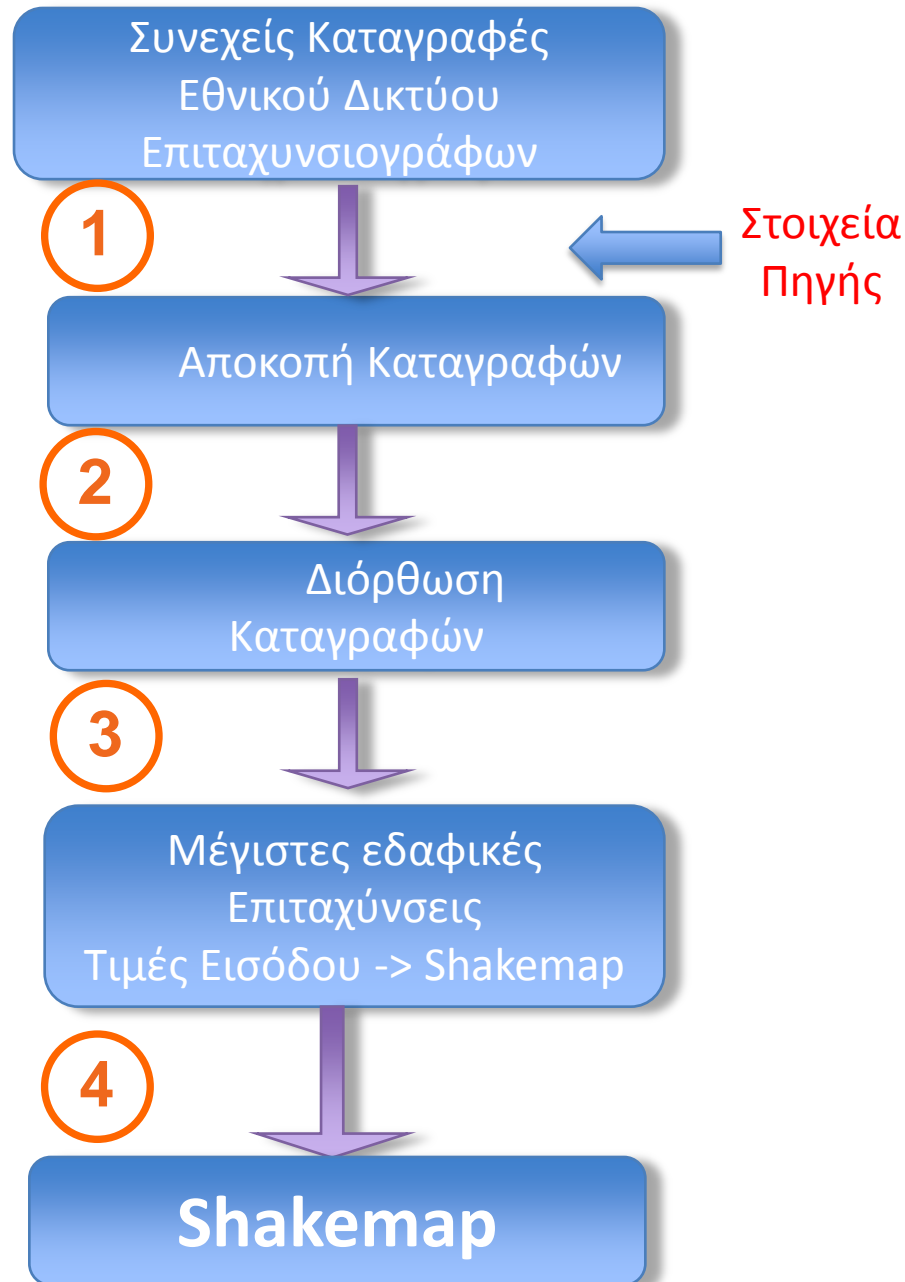 Συνεχείς Καταγραφές
Εθνικού Δικτύου
Επιταχυνσιογράφων
1
Στοιχεία
Πηγής
Αποκοπή Καταγραφών
2
Διόρθωση
Καταγραφών
3
Μέγιστες εδαφικές
Επιταχύνσεις
Τιμές Εισόδου -> Shakemap
4
Shakemap